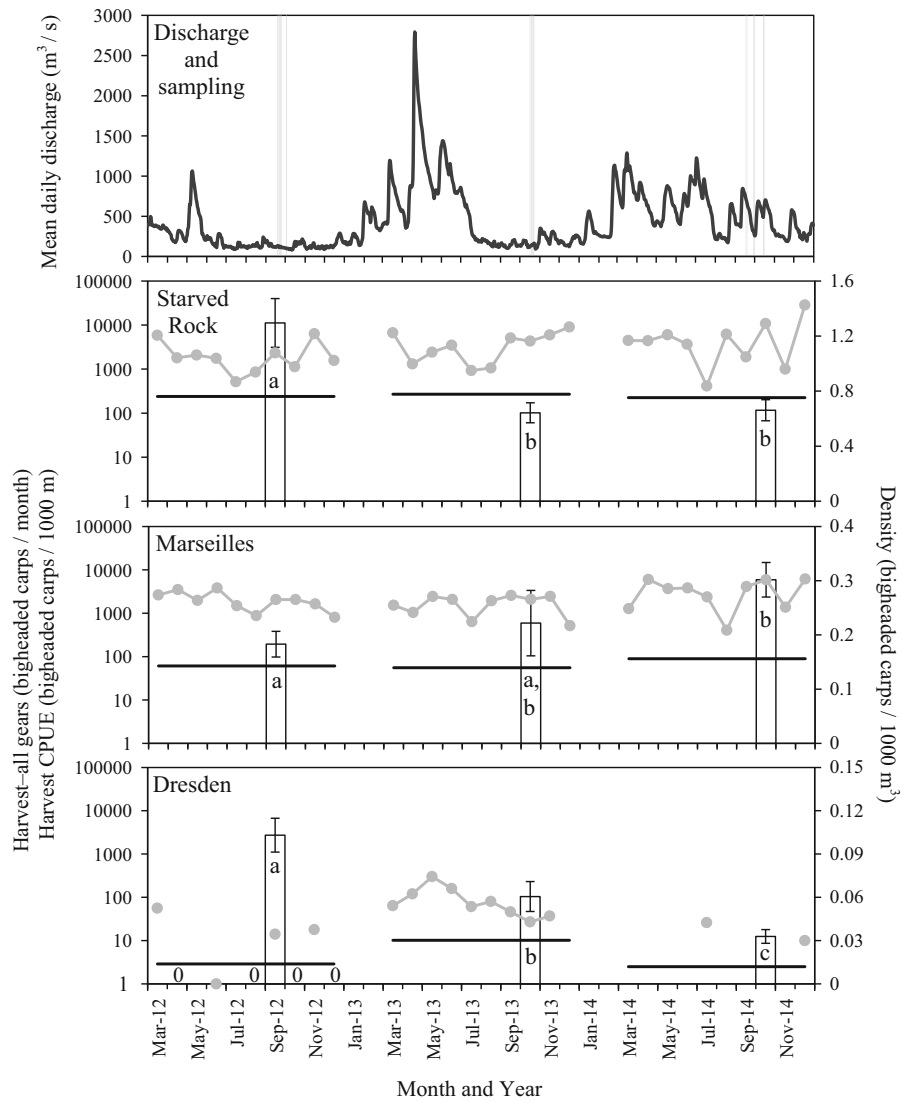 3000
2500
2000
1500
1000
500
0
Mean daily discharge (m³ / s)
Discharge
and
sampling
100000
10000
1000
100
10
1
Starved
Rock
a
b
b
1.6
1.2
0.8
0.4
0
100000
10000
1000
100
10
1
Marseilles
a
a,
b
b
0.4
0.3
0.2
0.1
0
100000
10000
1000
100
10
1
Dresden
a
b
c
0 0 0 0
0.15
0.12
0.09
0.06
0.03
0
Harvest–all gears (bigheaded carps / month)
Harvest CPUE (bigheaded carps / 1000 m)
Density (bigheaded carps / 1000 m³)
Mar-12 May-12 Jul-12 Sep-12 Nov-12 Jan-13 Mar-13 May-13 Jul-13 Sep-13 Nov-13 Jan-14 Mar-14 May-14 Jul-14 Sep-14 Nov-14
Month and Year